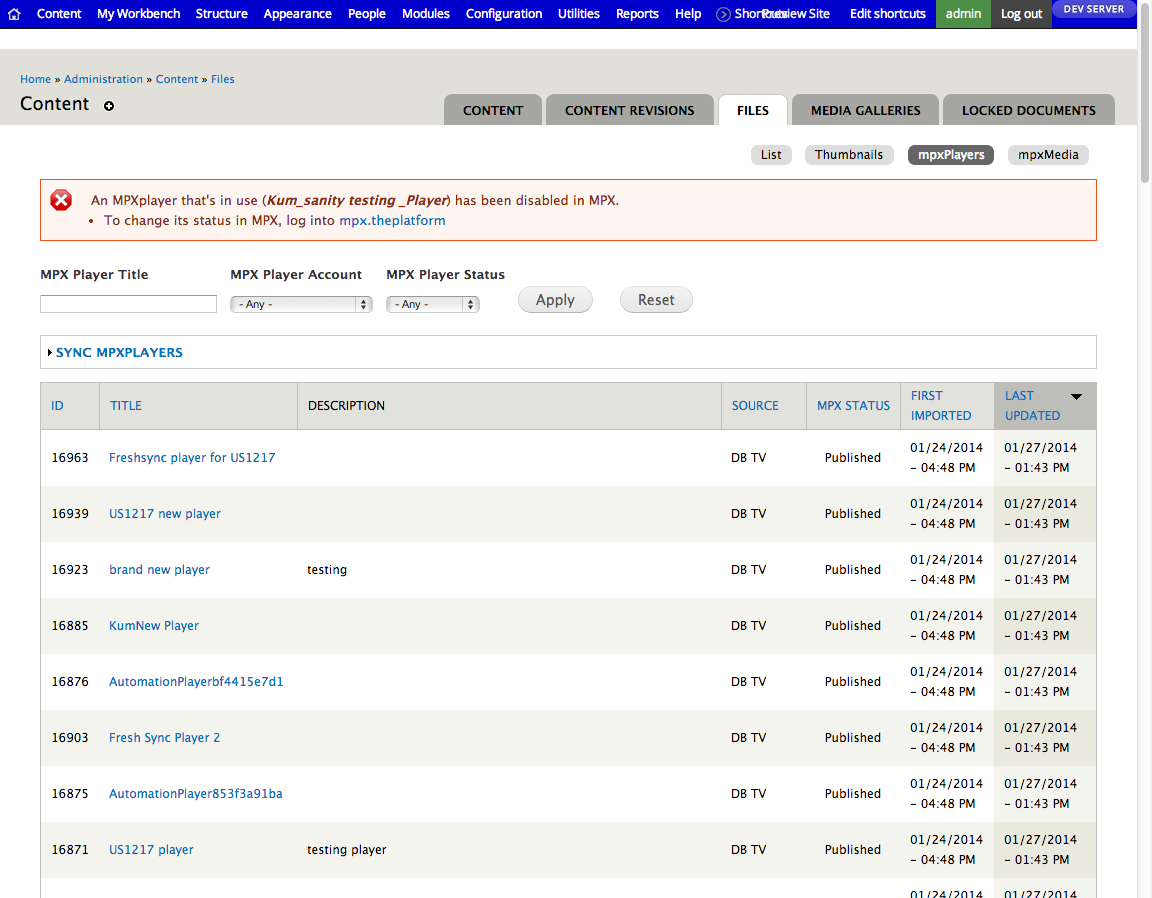 Content My Workbench Structure Appearance People Modules Configuration Utilities Reports Help Shortcuts Preview Site Edit shortcuts admin Log out DEV SERVER
Home » Administration » Content » Files
Content
CONTENT CONTENT REVISIONS FILES MEDIA GALLERIES LOCKED DOCUMENTS
List Thumbnails mpxPlayers mpxMedia
An MPXplayer that's in use (Kum_sanity testing _Player) has been disabled in MPX.
• To change its status in MPX, log into mpx.theplatform
MPX Player Title MPX Player Account MPX Player Status
- Any - - Any - Apply Reset
SYNC MPXPLAYERS
ID TITLE DESCRIPTION SOURCE MPX STATUS FIRST IMPORTED LAST UPDATED
16963 Freshsync player for US1217 DB TV Published 01/24/2014 - 04:48 PM 01/27/2014 - 01:43 PM
16939 US1217 new player DB TV Published 01/24/2014 - 04:48 PM 01/27/2014 - 01:43 PM
16923 brand new player testing DB TV Published 01/24/2014 - 04:48 PM 01/27/2014 - 01:43 PM
16885 KumNew Player DB TV Published 01/24/2014 - 04:48 PM 01/27/2014 - 01:43 PM
16876 AutomationPlayerbf4415e7d1 DB TV Published 01/24/2014 - 04:48 PM 01/27/2014 - 01:43 PM
16903 Fresh Sync Player 2 DB TV Published 01/24/2014 - 04:48 PM 01/27/2014 - 01:43 PM
16875 AutomationPlayer853f3a91ba DB TV Published 01/24/2014 - 04:48 PM 01/27/2014 - 01:43 PM
16871 US1217 player testing player DB TV Published 01/24/2014 - 04:48 PM 01/27/2014 - 01:43 PM
01/24/2014 01/27/2014